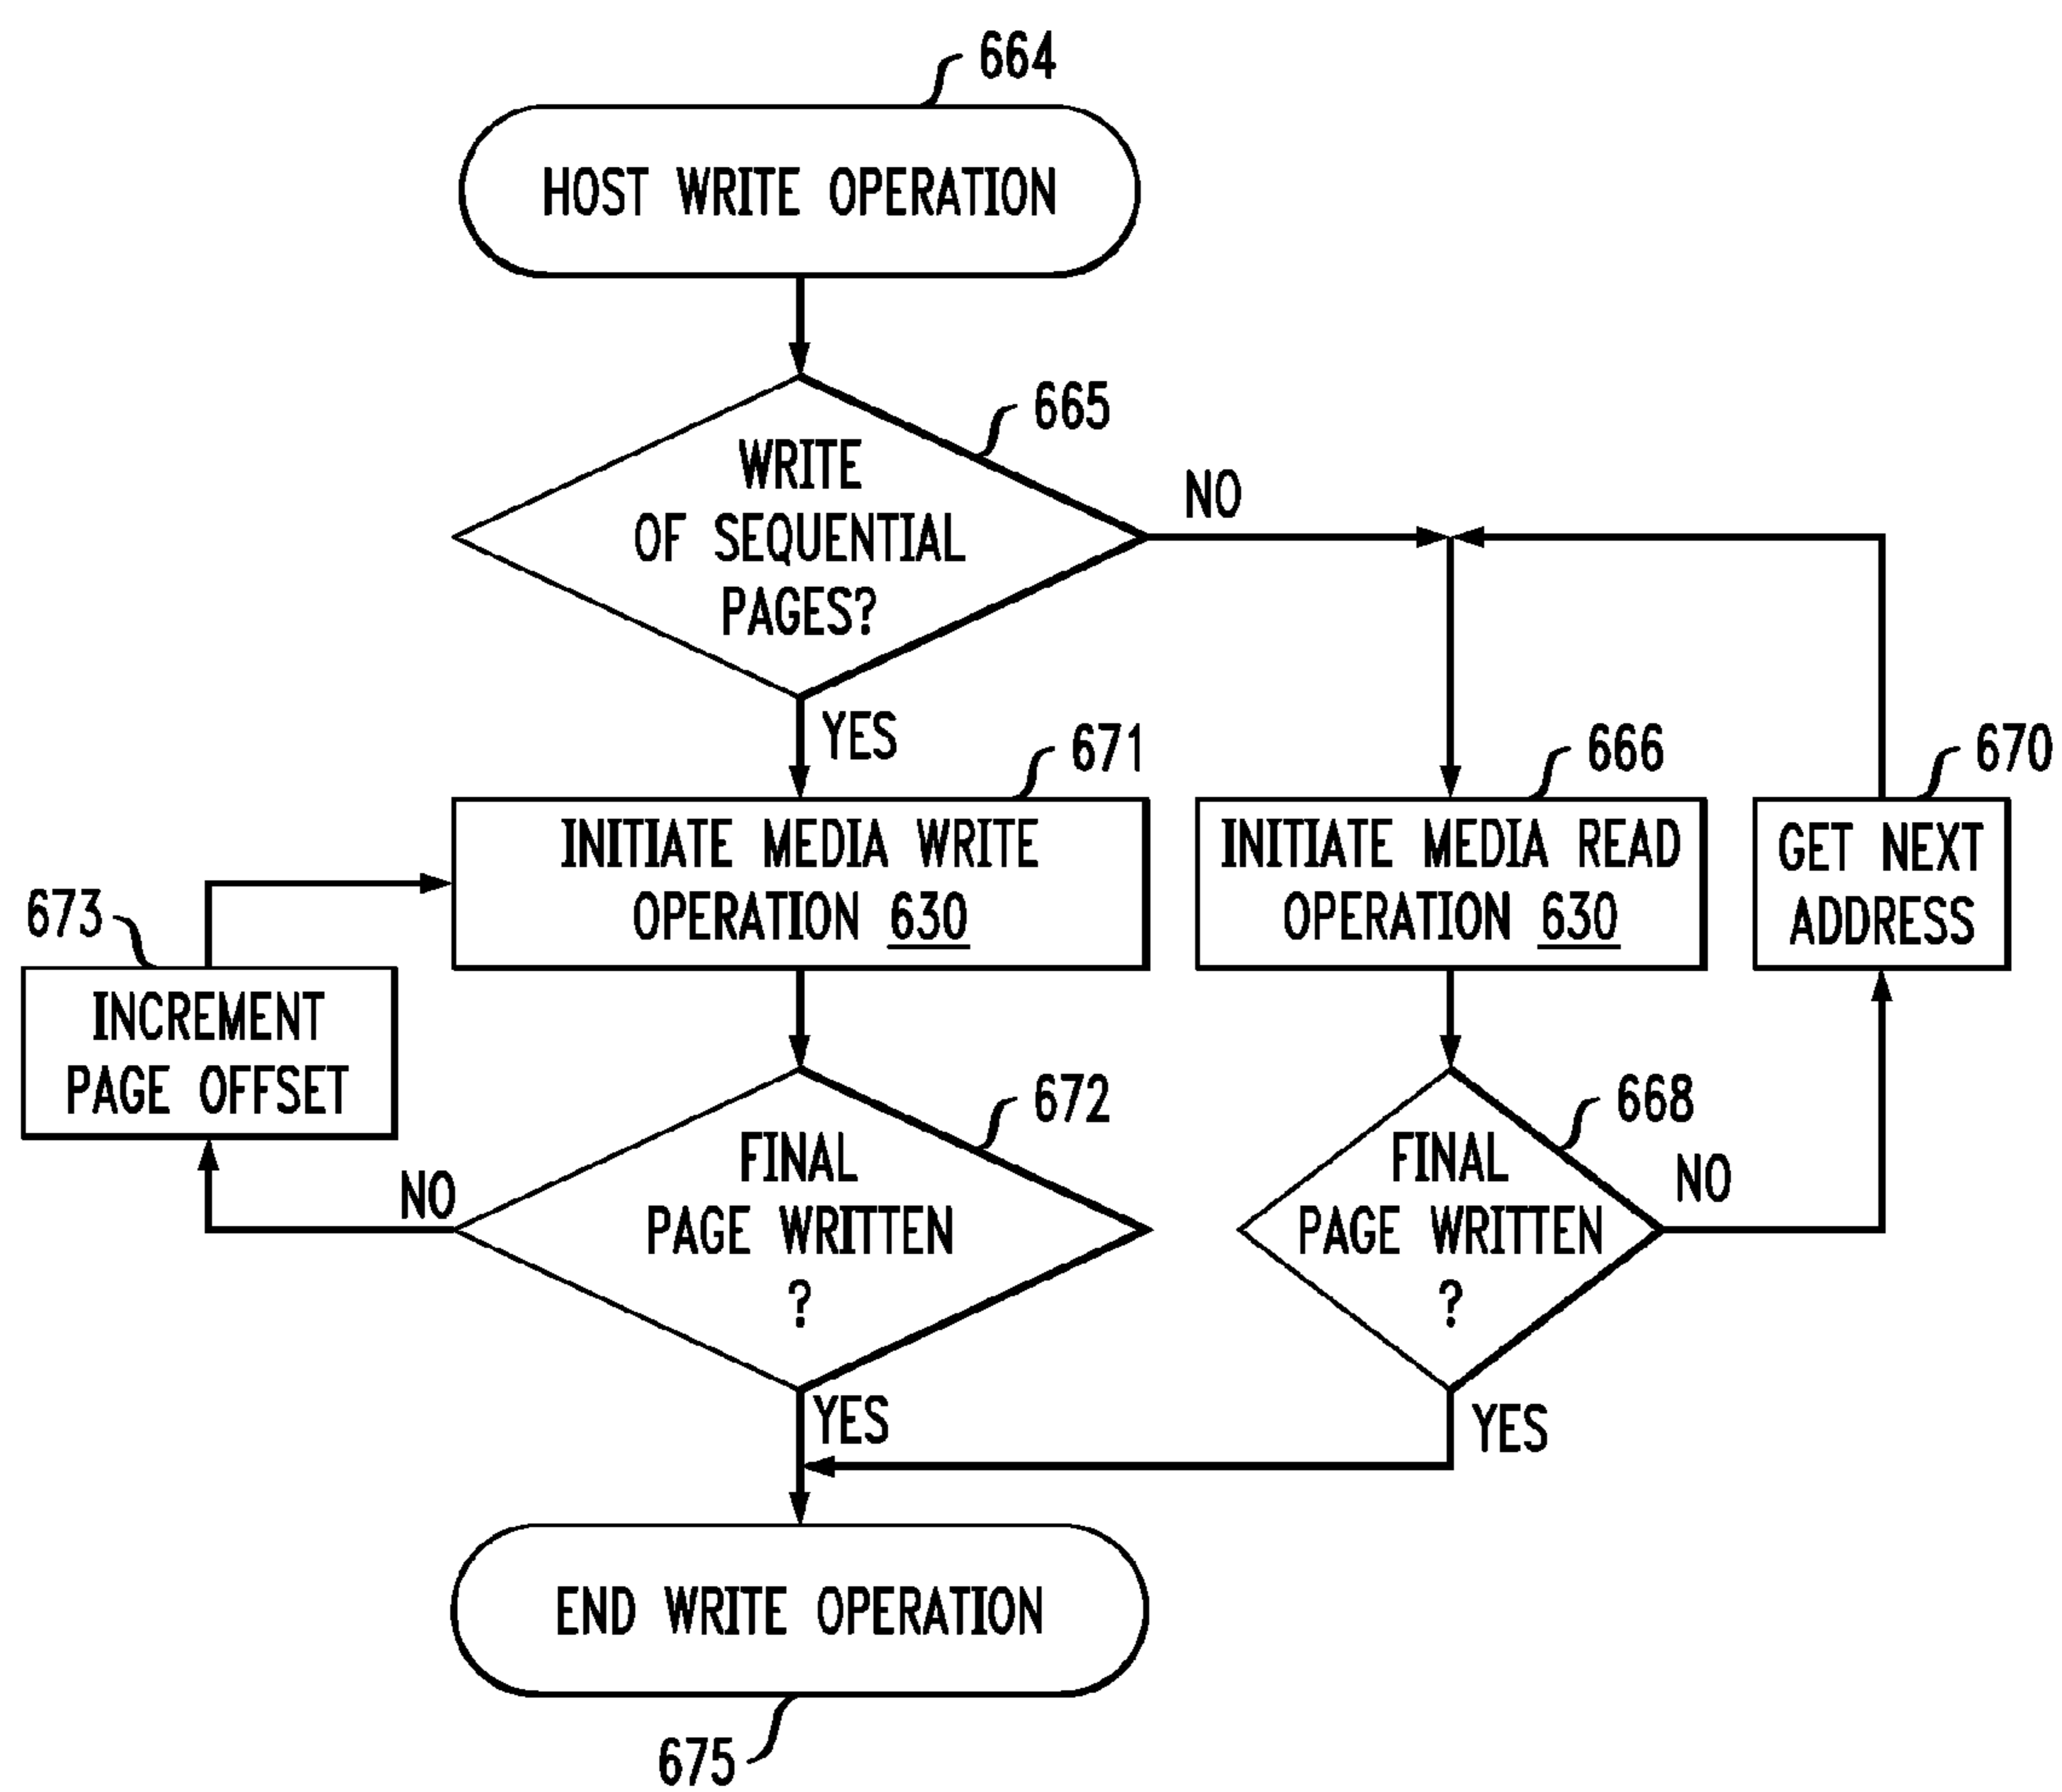 664
HOST WRITE OPERATION
665
WRITE
OF SEQUENTIAL
PAGES?
NO
YES
671
INITIATE MEDIA WRITE
OPERATION 630
666
INITIATE MEDIA READ
OPERATION 630
670
GET NEXT
ADDRESS
673
INCREMENT
PAGE OFFSET
NO
672
FINAL
PAGE WRITTEN
?
YES
668
FINAL
PAGE WRITTEN
?
NO
YES
END WRITE OPERATION
675